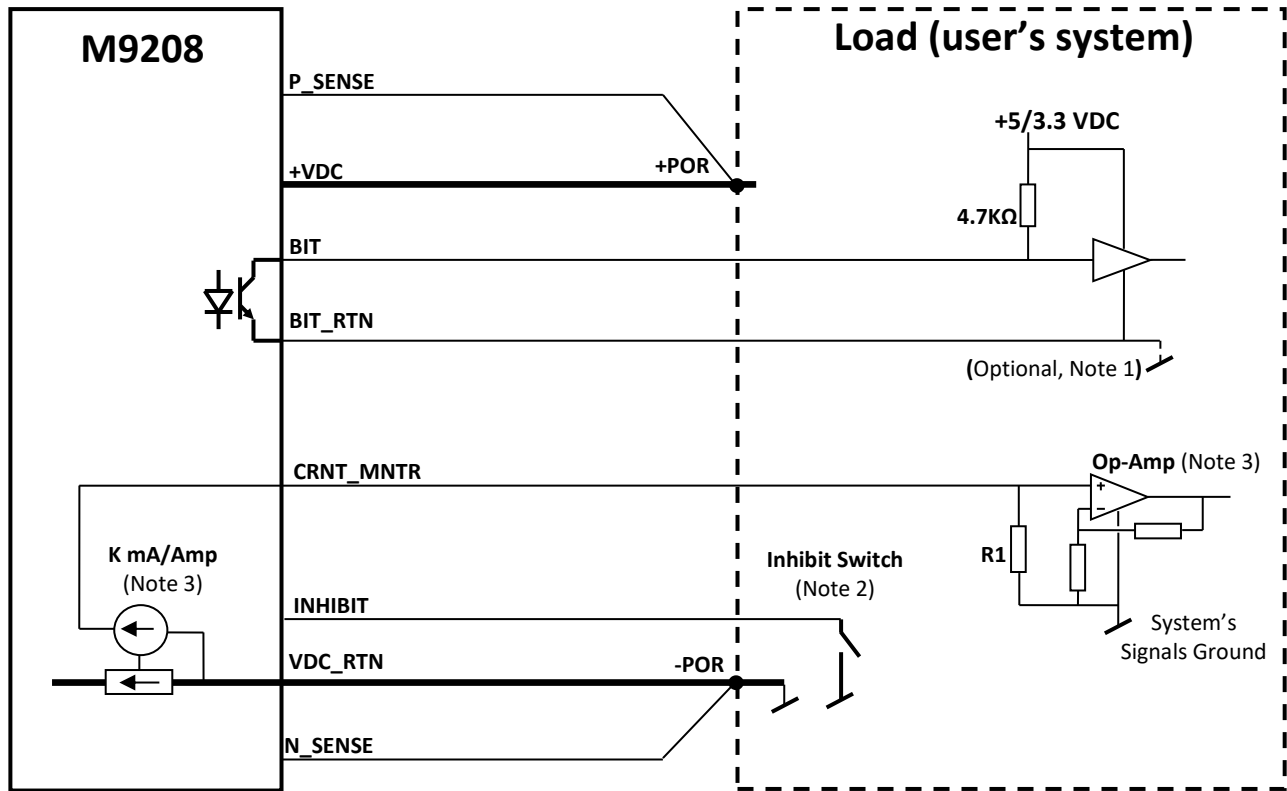 M9208
Load (user's system)
P_SENSE
+5/3.3 VDC
+VDC
+POR
4.7KΩ
BIT
BIT_RTN
(Optional, Note 1)
CRNT_MNTR
Op-Amp (Note 3)
+
−
K mA/Amp
(Note 3)
R1
Inhibit Switch
(Note 2)
INHIBIT
System's
Signals Ground
VDC_RTN
-POR
N_SENSE